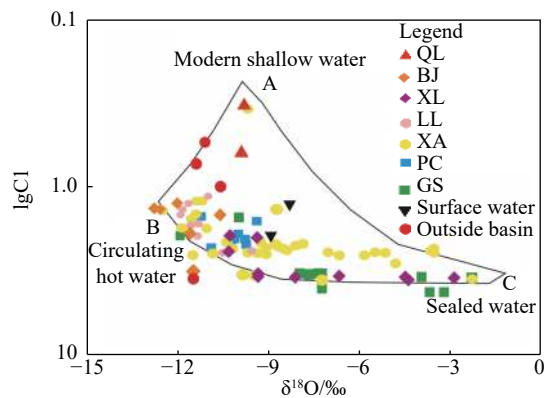 0.1
Legend
Modern shallow water
A
QL
BJ
XL
LL
XA
PC
GS
Surface water
Outside basin
lgCl
1.0
B
Circulating
hot water
C
Sealed water
10
−15 −12 −9 −6 −3 0
δ¹⁸O/‰